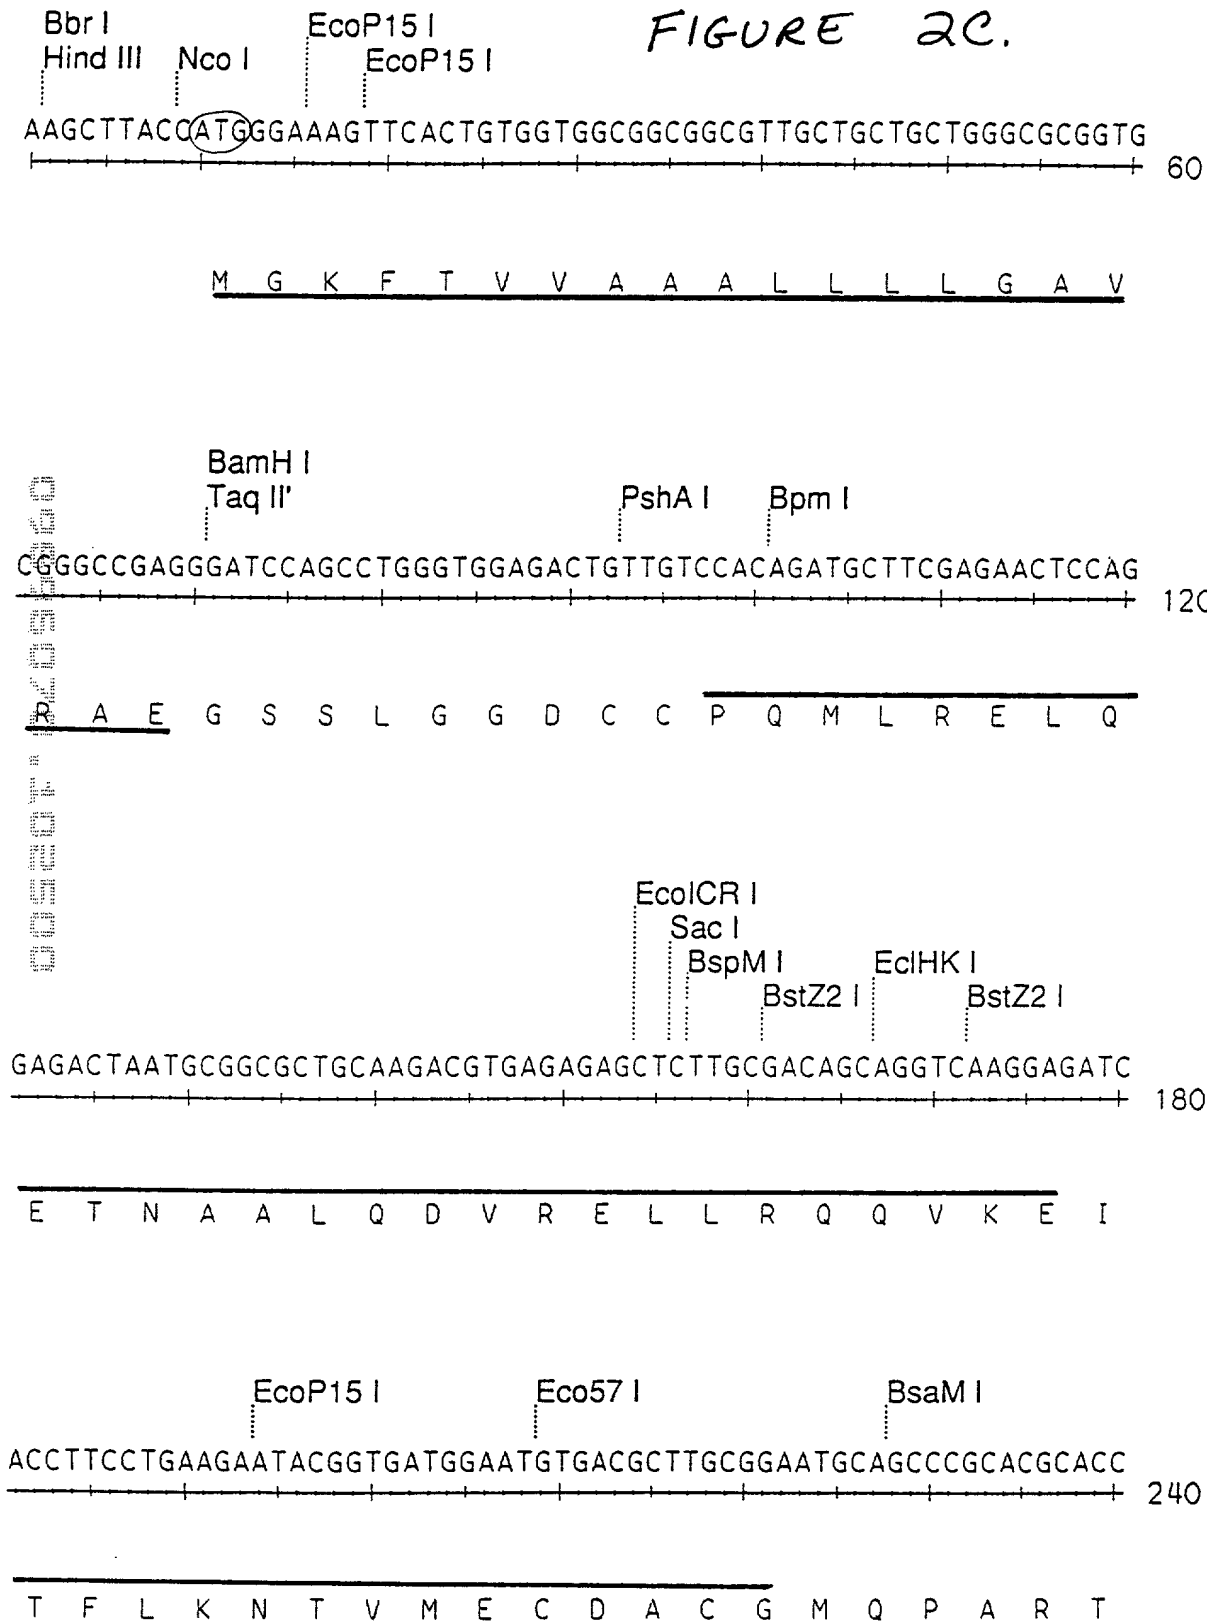 FIGURE 2C.
Bbr I EcoP15 I
Hind III Nco I EcoP15 I
AAGCTTACCATGGGAAAGTTCACTGTGGTGGCGGCGGCGTTGCTGCTGCTGGGCGCGGTG
60
M G K F T V V A A A L L L L G A V
BamH I
Taq II' PshA I Bpm I
CGGGCCGAGGGATCCAGCCTGGGTGGAGACTGTTGTCCACAGATGCTTCGAGAACTCCAG
120
R A E G S S L G G D C C P Q M L R E L Q
EcoICR I
Sac I
BspM I EclHK I
BstZ2 I BstZ2 I
GAGACTAATGCGGCGCTGCAAGACGTGAGAGAGCTCTTGCGACAGCAGGTCAAGGAGATC
180
E T N A A L Q D V R E L L R Q Q V K E I
EcoP15 I Eco57 I BsaM I
ACCTTCCTGAAGAATACGGTGATGGAATGTGACGCTTGCGGAATGCAGCCCGCACGCACC
240
T F L K N T V M E C D A C G M Q P A R T